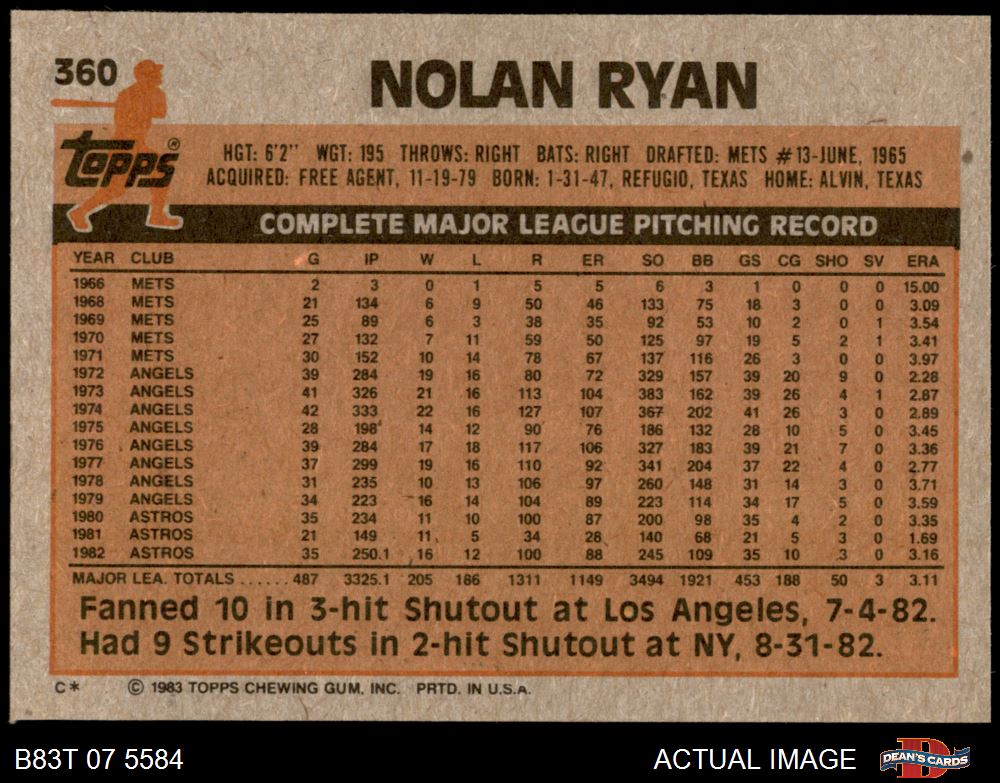 360
NOLAN RYAN
Topps®
HGT: 6'2" WGT: 195 THROWS: RIGHT BATS: RIGHT DRAFTED: METS #13-JUNE, 1965
ACQUIRED: FREE AGENT, 11-19-79 BORN: 1-31-47, REFUGIO, TEXAS HOME: ALVIN, TEXAS
COMPLETE MAJOR LEAGUE PITCHING RECORD
YEAR CLUB G IP W L R ER SO BB GS CG SHO SV ERA
1966 METS 2 3 0 1 5 5 6 3 1 0 0 0 15.00
1968 METS 21 134 6 9 50 46 133 75 18 3 0 0 3.09
1969 METS 25 89 6 3 38 35 92 53 10 2 0 1 3.54
1970 METS 27 132 7 11 59 50 125 97 19 5 2 1 3.41
1971 METS 30 152 10 14 78 67 137 116 26 3 0 0 3.97
1972 ANGELS 39 284 19 16 80 72 329 157 39 20 9 0 2.28
1973 ANGELS 41 326 21 16 113 104 383 162 39 26 4 1 2.87
1974 ANGELS 42 333 22 16 127 107 367 202 41 26 3 0 2.89
1975 ANGELS 28 198 14 12 90 76 186 132 28 10 5 0 3.45
1976 ANGELS 39 284 17 18 117 106 327 183 39 21 7 0 3.36
1977 ANGELS 37 299 19 16 110 92 341 204 37 22 4 0 2.77
1978 ANGELS 31 235 10 13 106 97 260 148 31 14 3 0 3.71
1979 ANGELS 34 223 16 14 104 89 223 114 34 17 5 0 3.59
1980 ASTROS 35 234 11 10 100 87 200 98 35 4 2 0 3.35
1981 ASTROS 21 149 11 5 34 28 140 68 21 5 3 0 1.69
1982 ASTROS 35 250.1 16 12 100 88 245 109 35 10 3 0 3.16
MAJOR LEA. TOTALS ...... 487 3325.1 205 186 1311 1149 3494 1921 453 188 50 3 3.11
Fanned 10 in 3-hit Shutout at Los Angeles, 7-4-82.
Had 9 Strikeouts in 2-hit Shutout at NY, 8-31-82.
C* © 1983 TOPPS CHEWING GUM, INC. PRTD. IN U.S.A.
B83T 07 5584
ACTUAL IMAGE
D
DEAN'S CARDS